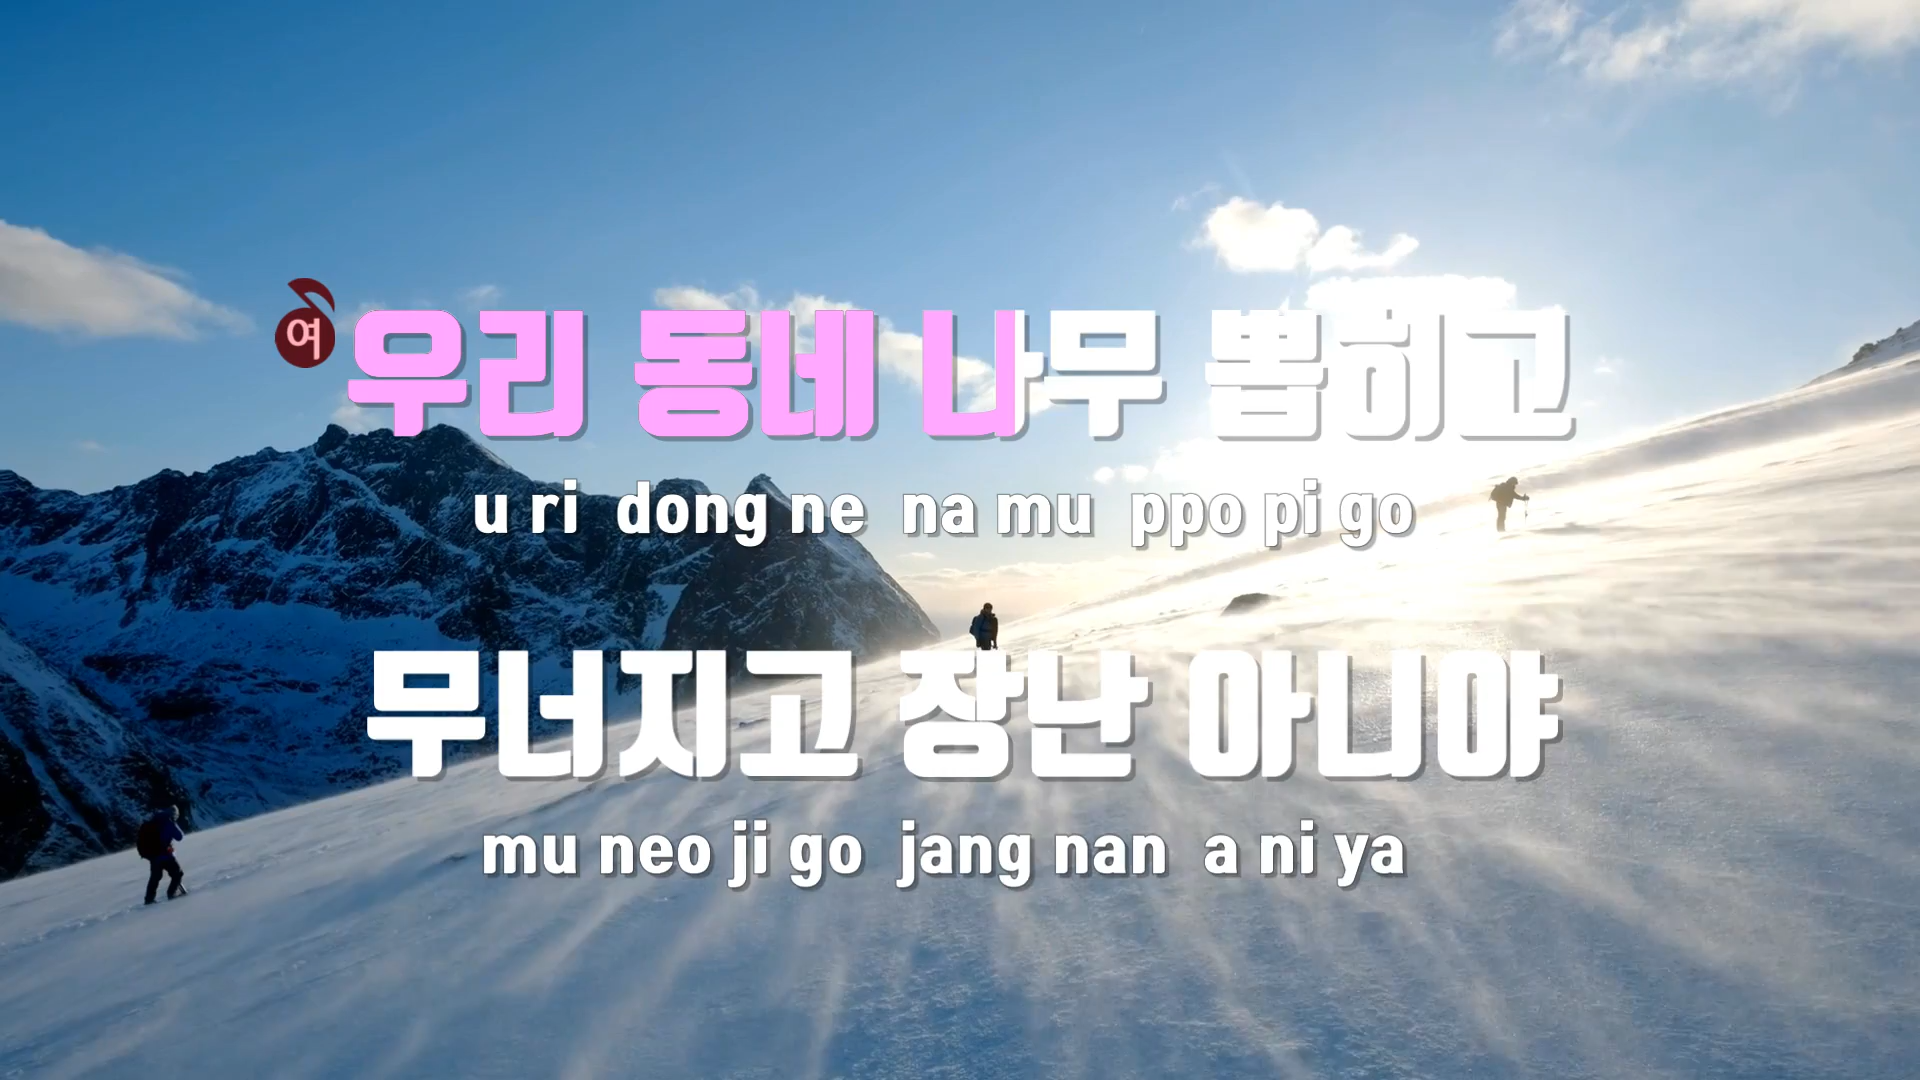 여
우리 동네 나무 뽑히고
u ri dong ne na mu ppo pi go
무너지고 장난 아니야
mu neo ji go jang nan a ni ya